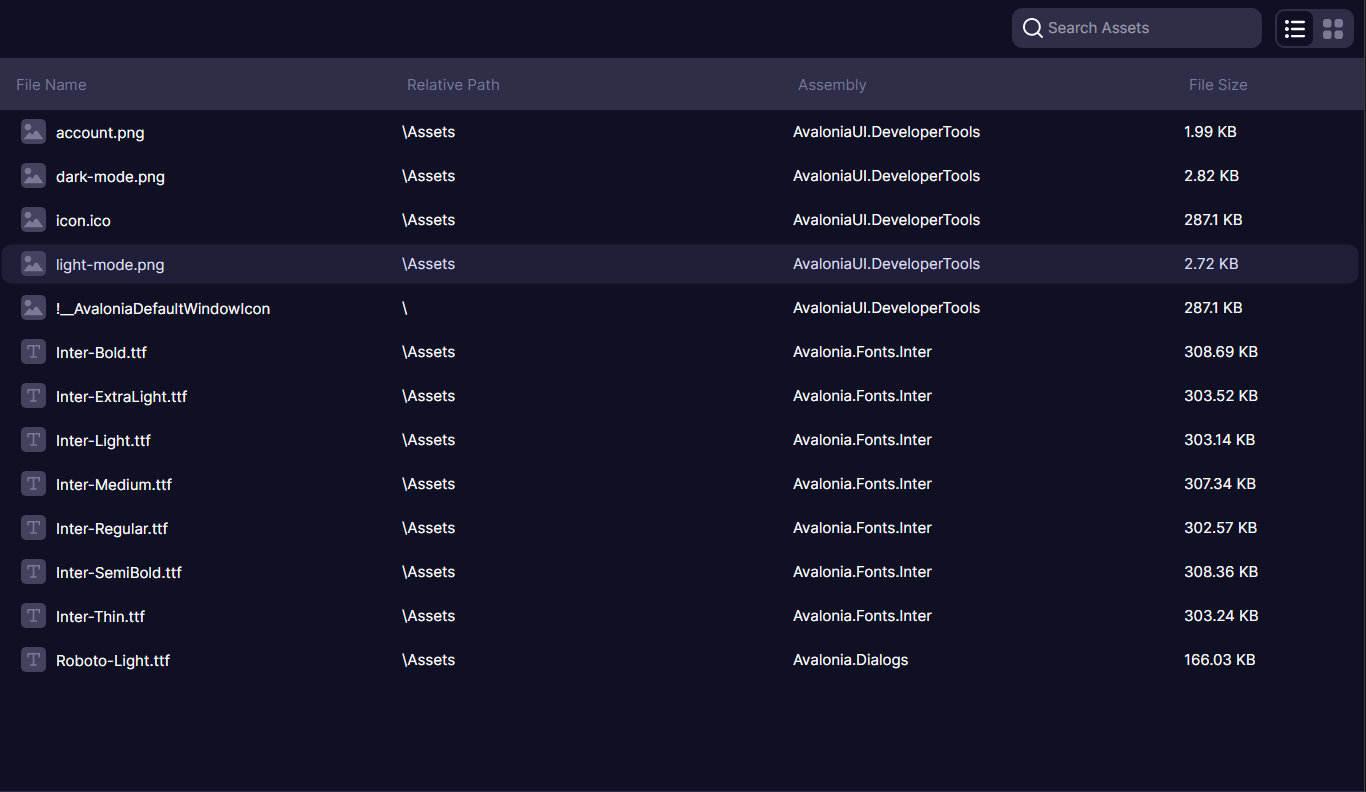 Search Assets
File Name Relative Path Assembly File Size
account.png \Assets AvaloniaUI.DeveloperTools 1.99 KB
dark-mode.png \Assets AvaloniaUI.DeveloperTools 2.82 KB
icon.ico \Assets AvaloniaUI.DeveloperTools 287.1 KB
light-mode.png \Assets AvaloniaUI.DeveloperTools 2.72 KB
!__AvaloniaDefaultWindowIcon \ AvaloniaUI.DeveloperTools 287.1 KB
T Inter-Bold.ttf \Assets Avalonia.Fonts.Inter 308.69 KB
T Inter-ExtraLight.ttf \Assets Avalonia.Fonts.Inter 303.52 KB
T Inter-Light.ttf \Assets Avalonia.Fonts.Inter 303.14 KB
T Inter-Medium.ttf \Assets Avalonia.Fonts.Inter 307.34 KB
T Inter-Regular.ttf \Assets Avalonia.Fonts.Inter 302.57 KB
T Inter-SemiBold.ttf \Assets Avalonia.Fonts.Inter 308.36 KB
T Inter-Thin.ttf \Assets Avalonia.Fonts.Inter 303.24 KB
T Roboto-Light.ttf \Assets Avalonia.Dialogs 166.03 KB